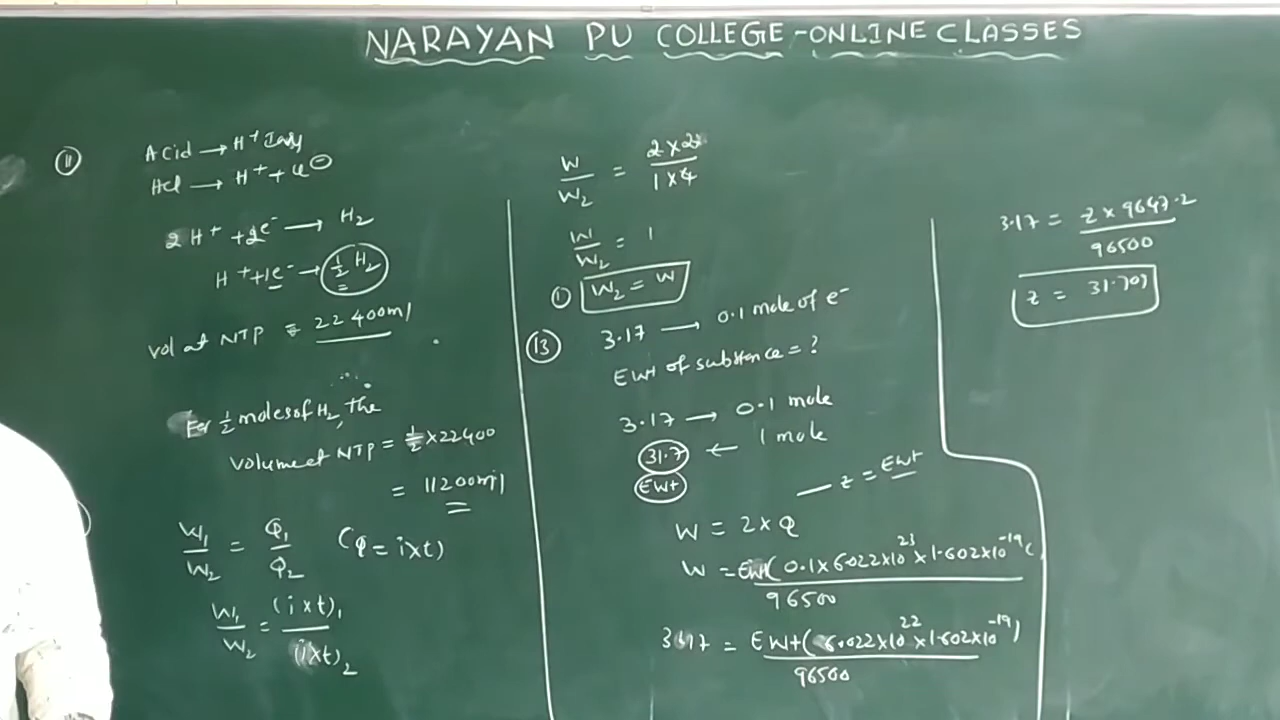 NARAYAN PU COLLEGE - ONLINE CLASSES
11
Acid → H+
HCl → H+ + Cl⊖
2H+ + 2e- → H2
H+ + 1e- → 1/2 H2
Vol at NTP = 22400ml
For 1/2 moles of H2, the
Volume at NTP = 1/2 × 22400
= 11200ml
W1/W2 = Q1/Q2 (Q = i×t)
W1/W2 = (i×t)1/(i×t)2
W/W2 = 2×2/1×4
W/W2 = 1
① W2 = W
13 3.17 → 0.1 mole of e-
EWt of substance = ?
3.17 → 0.1 mole
31.7 ← 1 mole
EWt
— Z = EWt
W = Z × Q
W = EWt(0.1×6.022×10^23×1.602×10^-19 C)/96500
3.17 = EWt(6.022×10^22×1.602×10^-19)/96500
3.17 = Z × 9647.2/96500
Z = 31.709